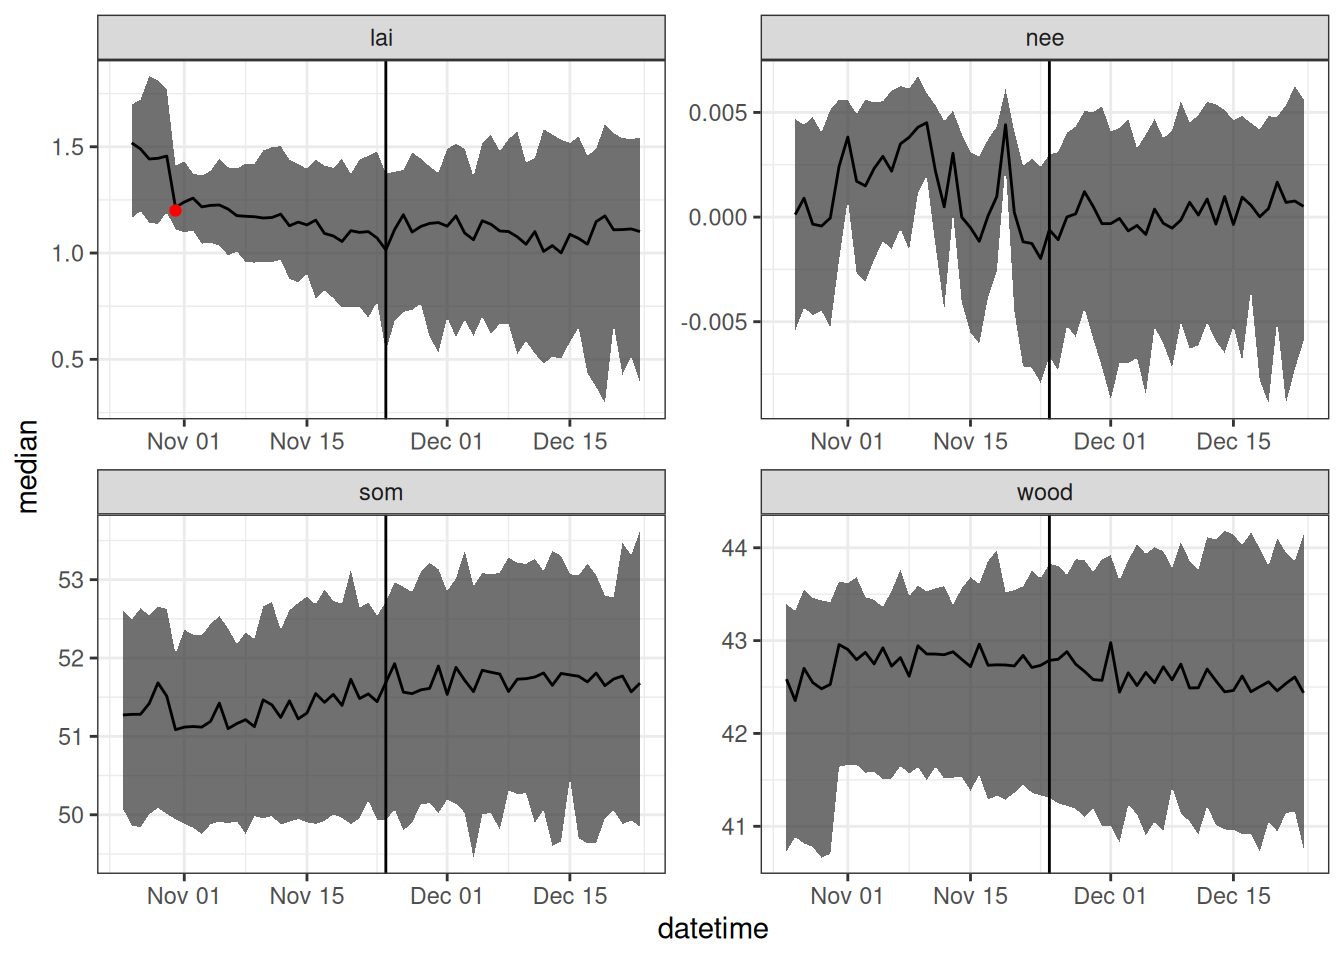 lai
nee
1.5
1.0
0.5
0.005
0.000
-0.005
Nov 01 Nov 15 Dec 01 Dec 15
Nov 01 Nov 15 Dec 01 Dec 15
median
som
wood
53
52
51
50
44
43
42
41
Nov 01 Nov 15 Dec 01 Dec 15
Nov 01 Nov 15 Dec 01 Dec 15
datetime